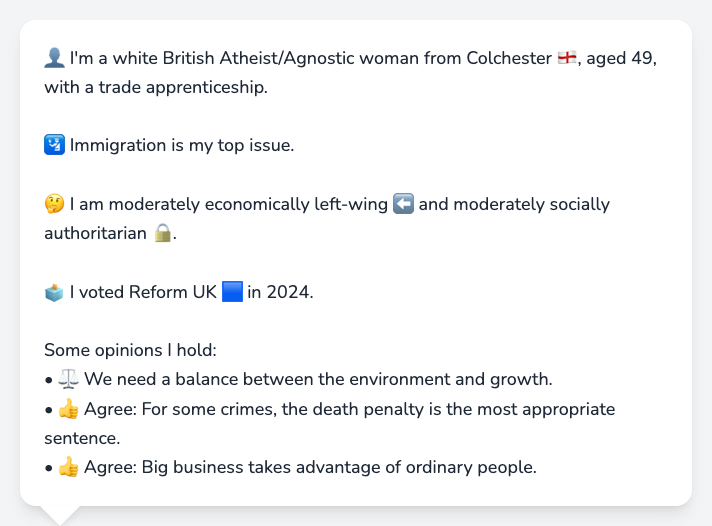 👤 I'm a white British Atheist/Agnostic woman from Colchester 🏴󠁧󠁢󠁥󠁮󠁧󠁿, aged 49,
with a trade apprenticeship.
🛂 Immigration is my top issue.
🤔 I am moderately economically left-wing ⬅️ and moderately socially
authoritarian 🔒.
🗳️ I voted Reform UK 🟦 in 2024.
Some opinions I hold:
• ⚖️ We need a balance between the environment and growth.
• 👍 Agree: For some crimes, the death penalty is the most appropriate
sentence.
• 👍 Agree: Big business takes advantage of ordinary people.